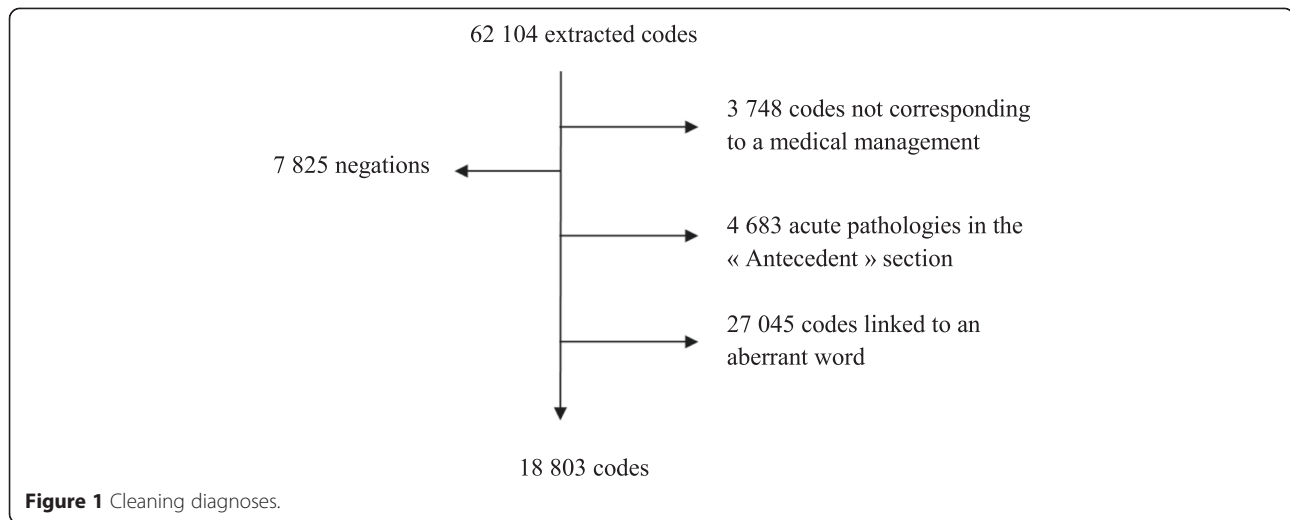 62 104 extracted codes
3 748 codes not corresponding
to a medical management
7 825 negations
4 683 acute pathologies in the
« Antecedent » section
27 045 codes linked to an
aberrant word
18 803 codes
Figure 1 Cleaning diagnoses.